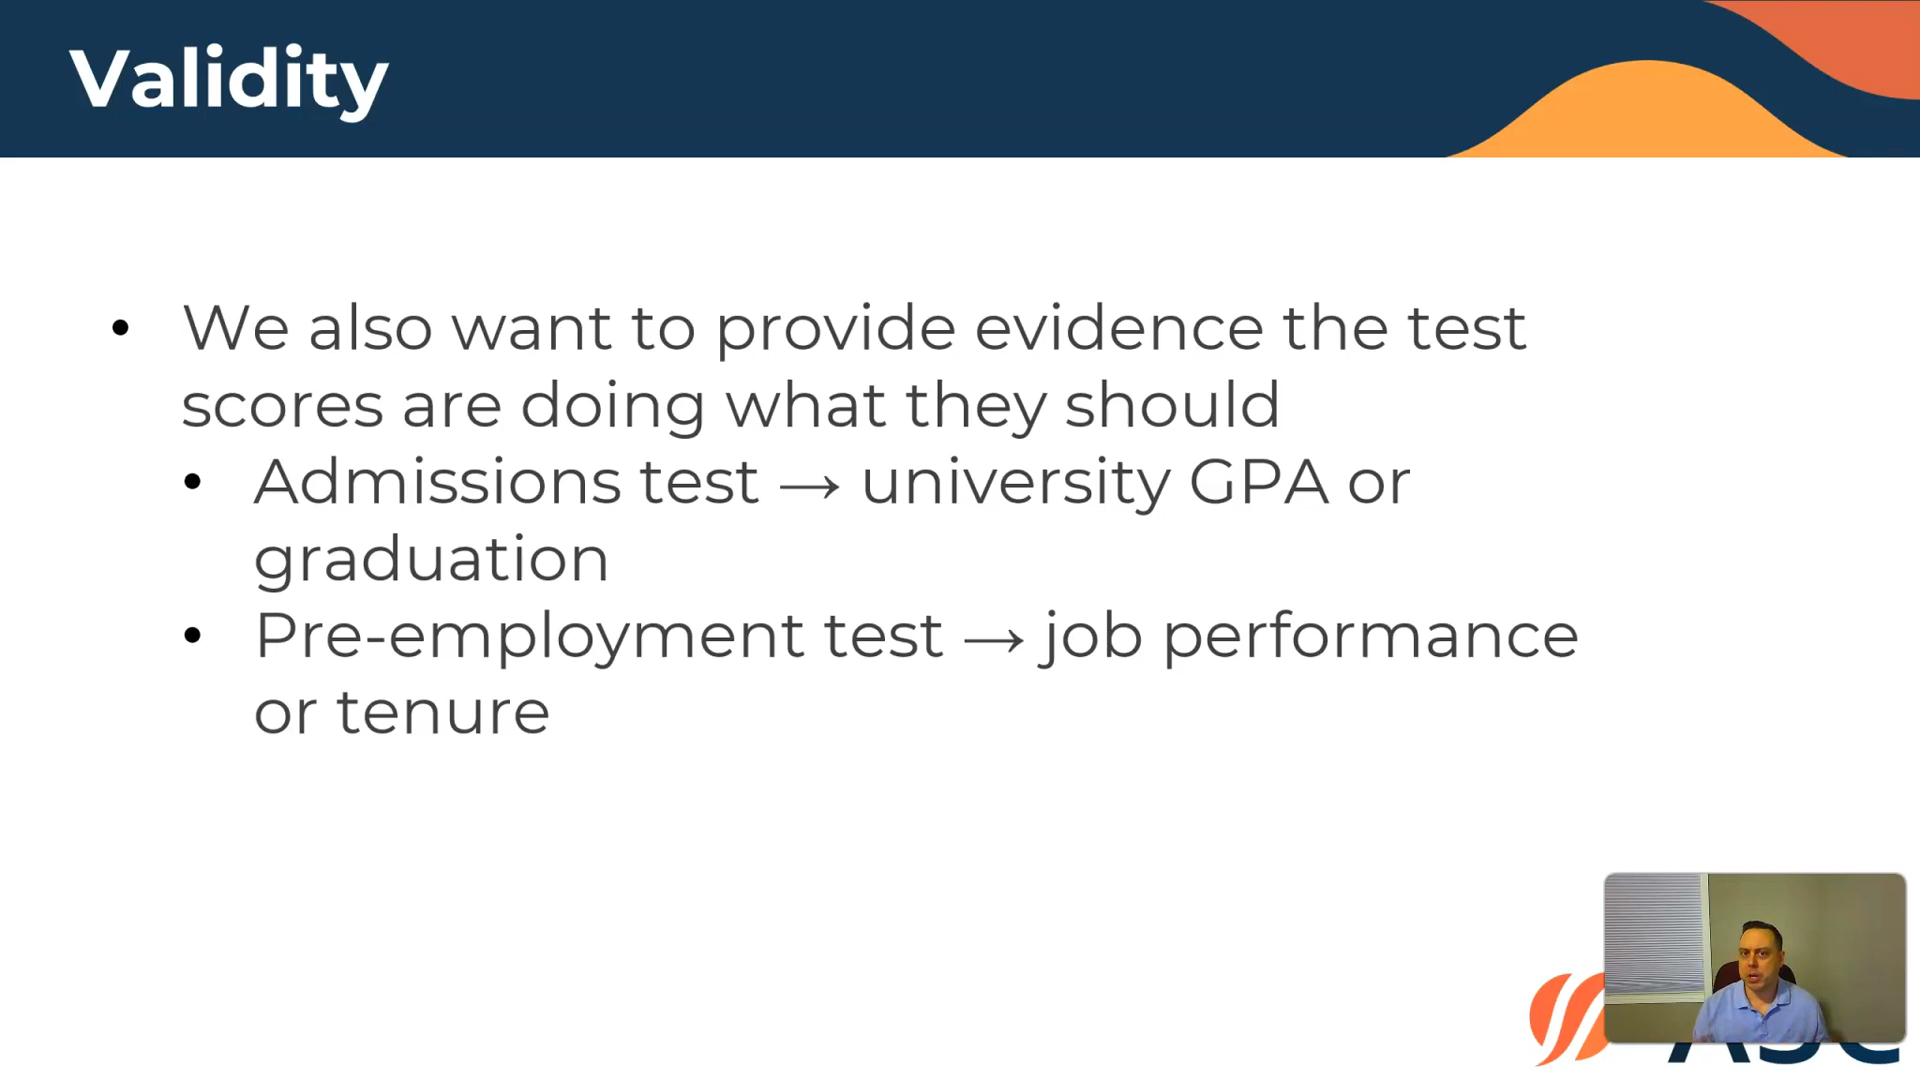 Validity
• We also want to provide evidence the test
scores are doing what they should
• Admissions test → university GPA or
graduation
• Pre-employment test → job performance
or tenure